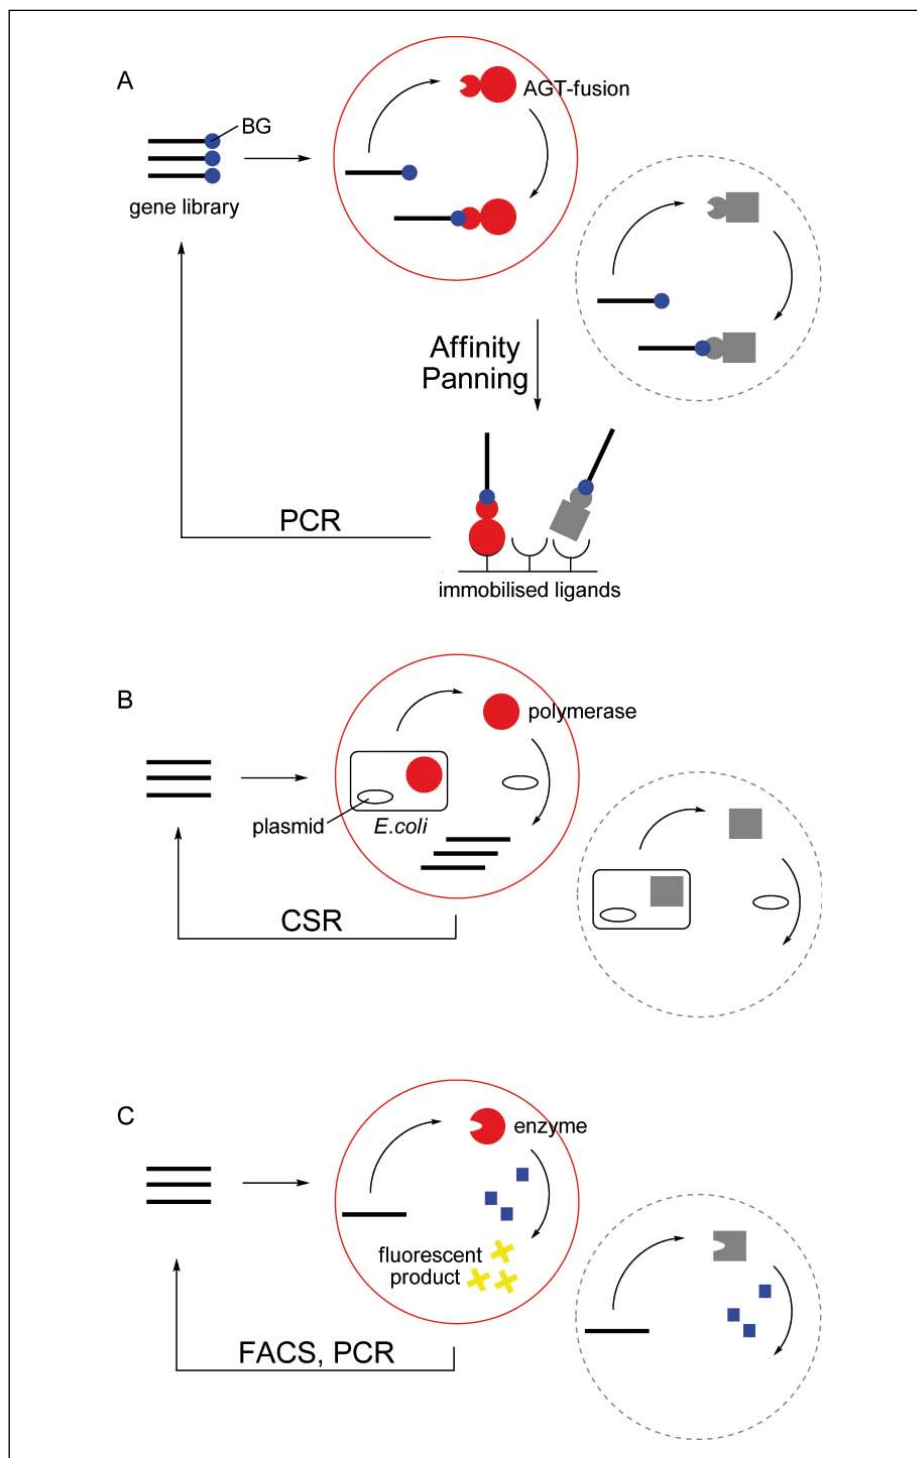 A
BG
AGT-fusion
gene library
Affinity
Panning
PCR
immobilised ligands
B
polymerase
plasmid
E.coli
CSR
C
enzyme
fluorescent
product
FACS, PCR